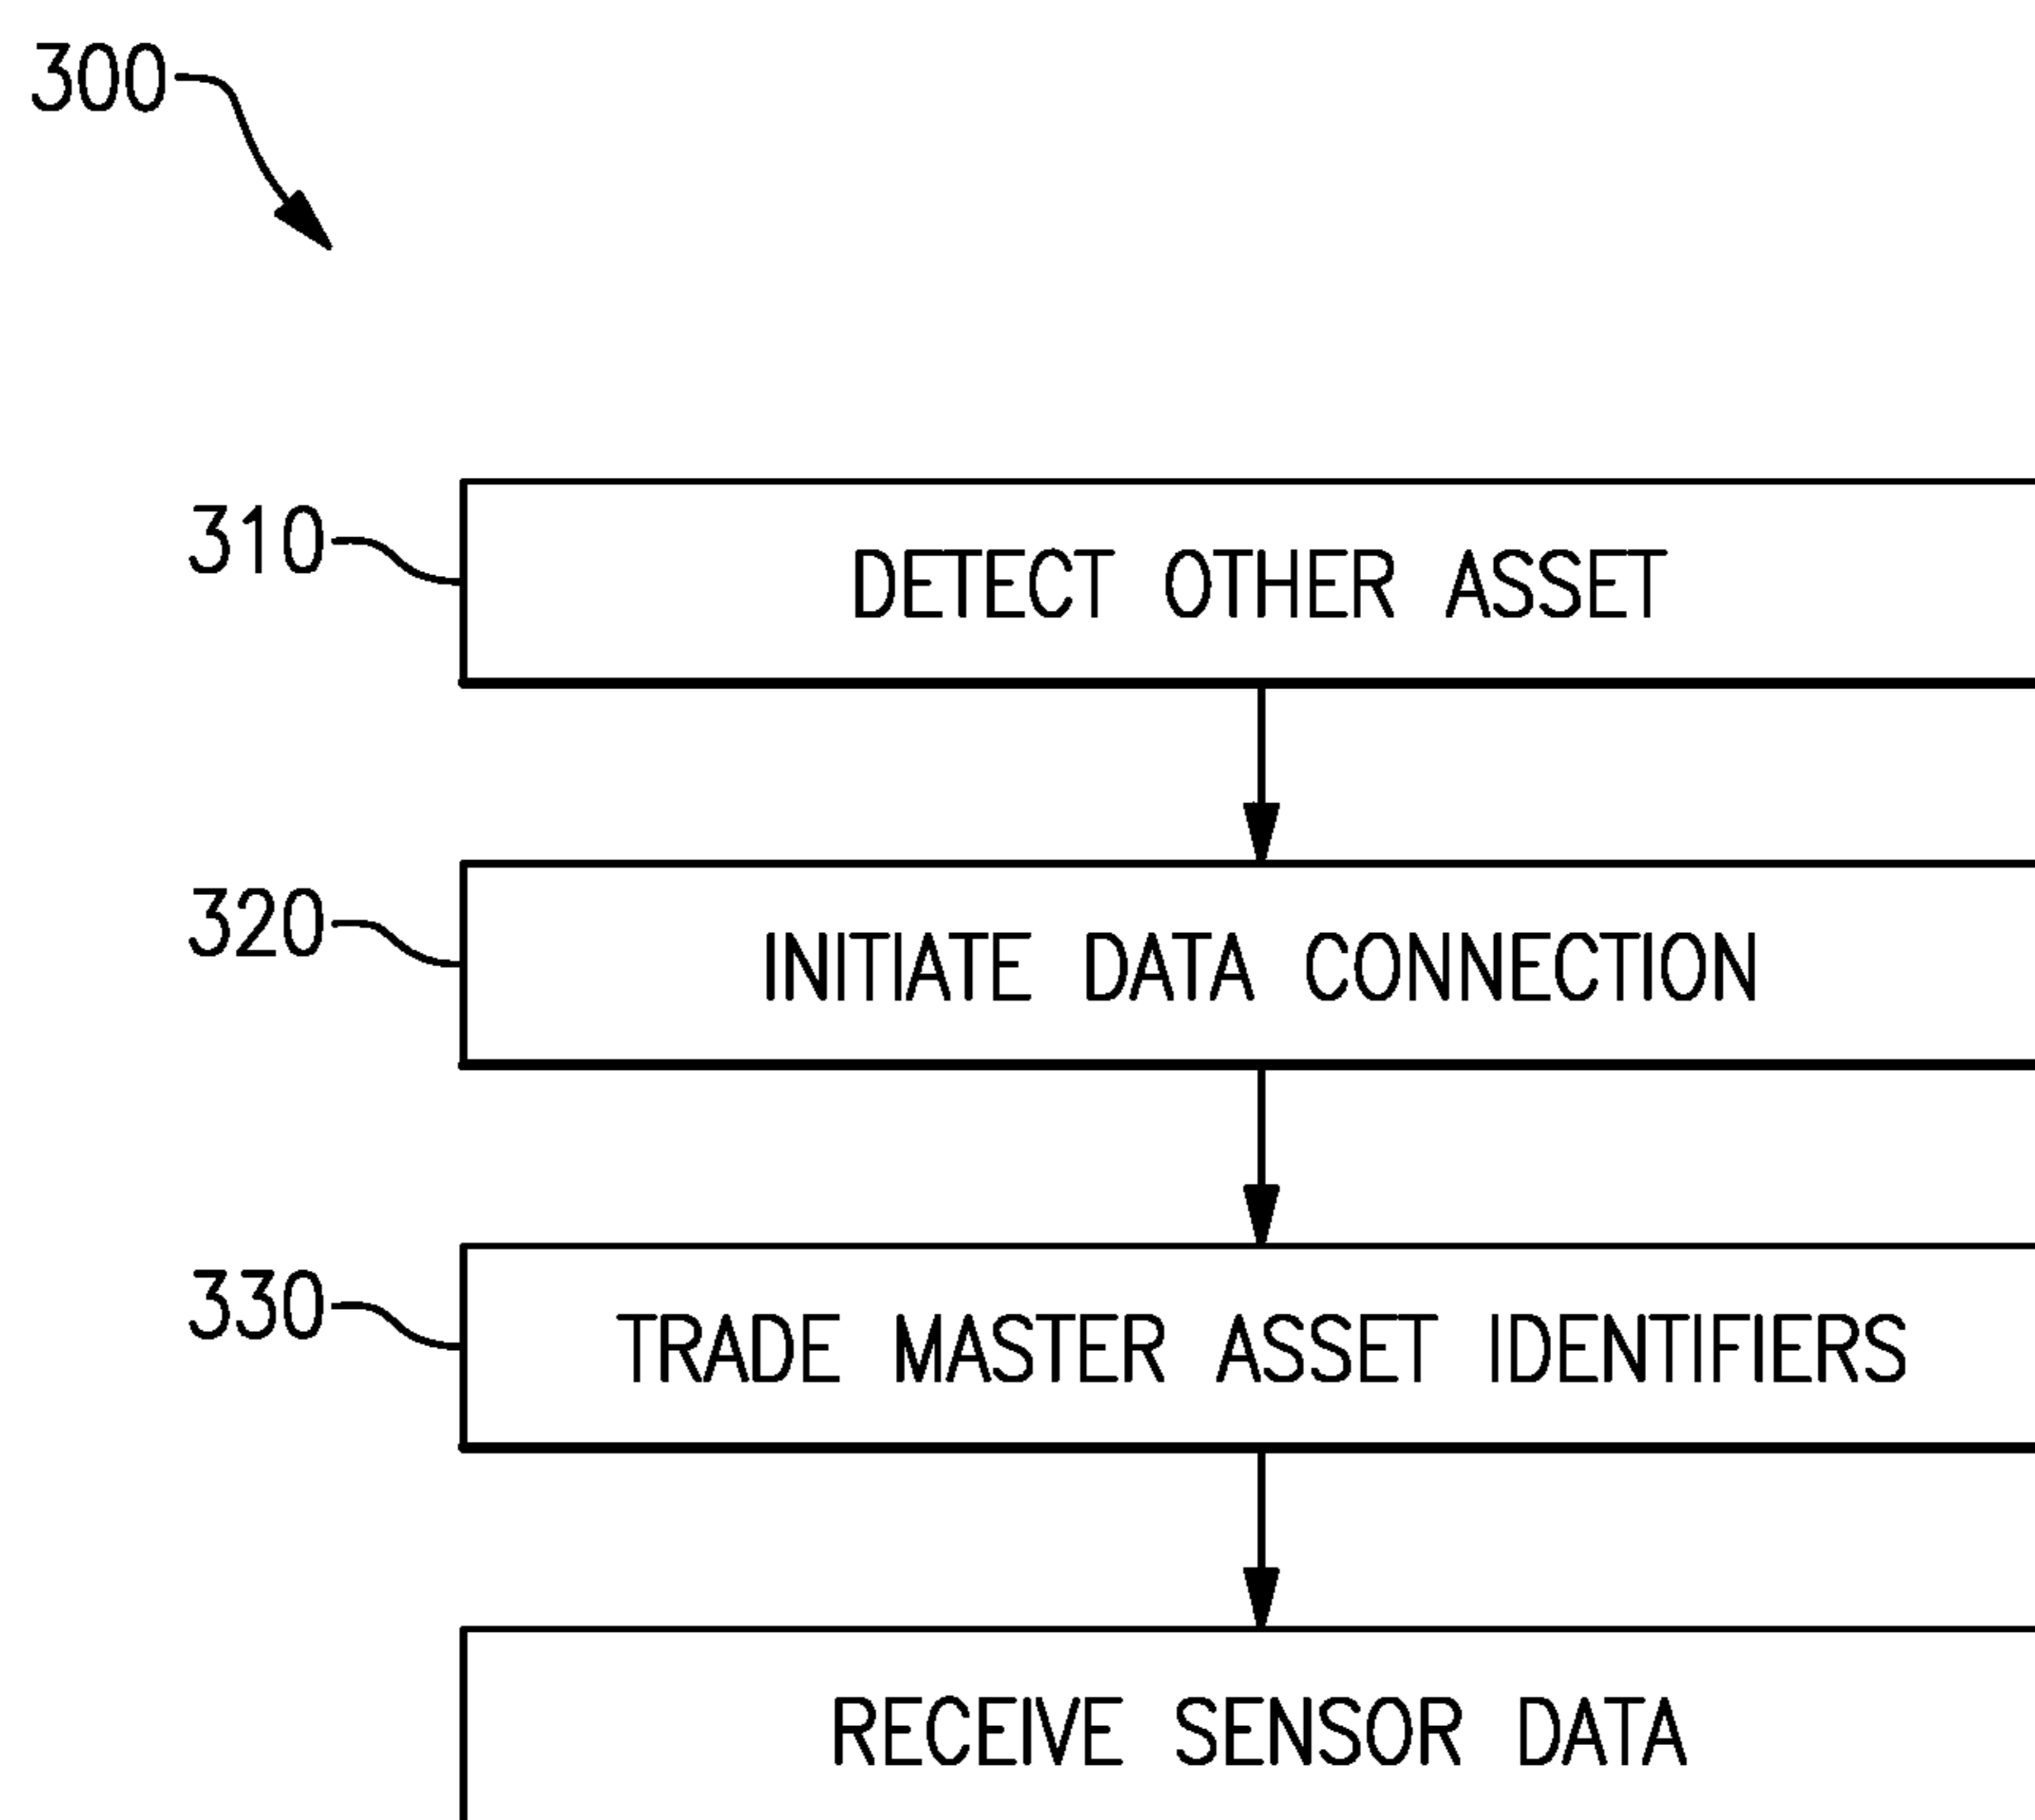 300
310
DETECT OTHER ASSET
320
INITIATE DATA CONNECTION
330
TRADE MASTER ASSET IDENTIFIERS
RECEIVE SENSOR DATA